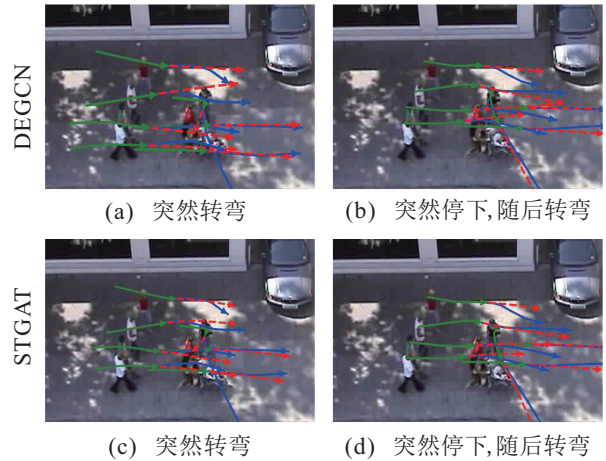 DEGCN
(a) 突然转弯
(b) 突然停下,随后转弯
STGAT
(c) 突然转弯
(d) 突然停下,随后转弯